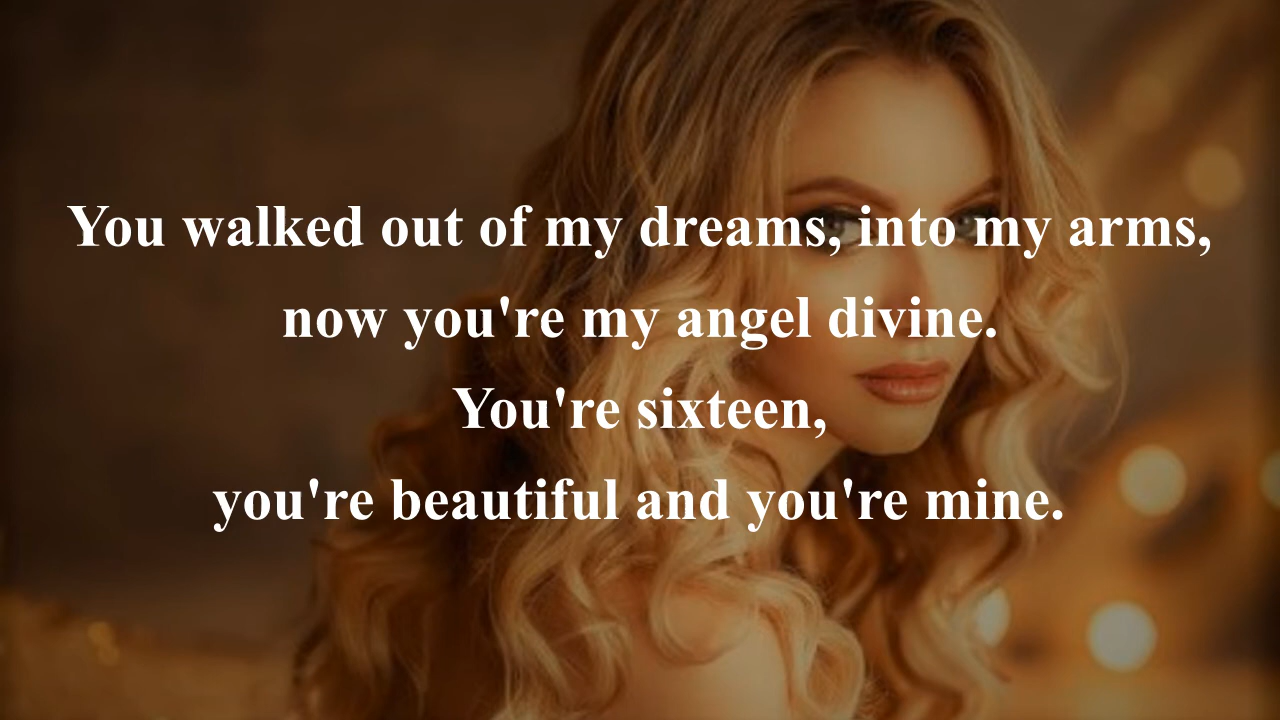 You walked out of my dreams, into my arms,
now you're my angel divine.
You're sixteen,
you're beautiful and you're mine.